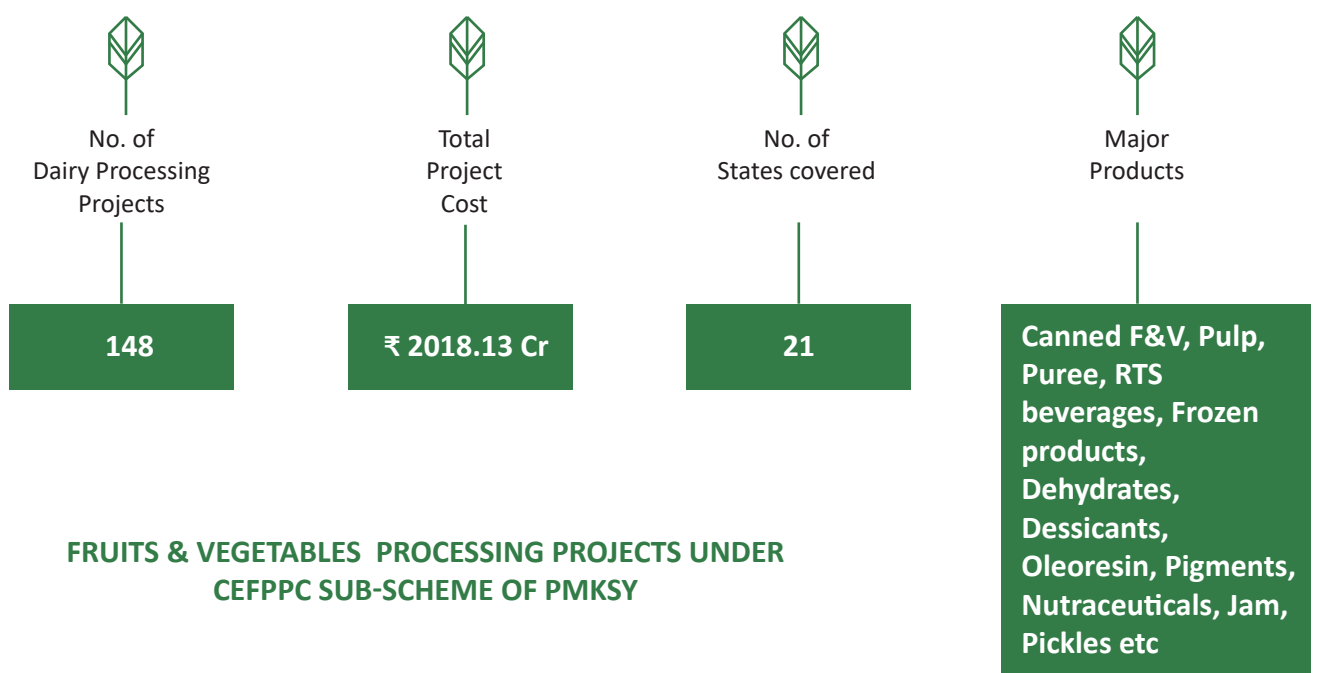 No. of
Dairy Processing
Projects
148
Total
Project
Cost
₹ 2018.13 Cr
No. of
States covered
21
Major
Products
Canned F&V, Pulp,
Puree, RTS
beverages, Frozen
products,
Dehydrates,
Dessicants,
Oleoresin, Pigments,
Nutraceuticals, Jam,
Pickles etc
FRUITS & VEGETABLES PROCESSING PROJECTS UNDER
CEFPPC SUB-SCHEME OF PMKSY